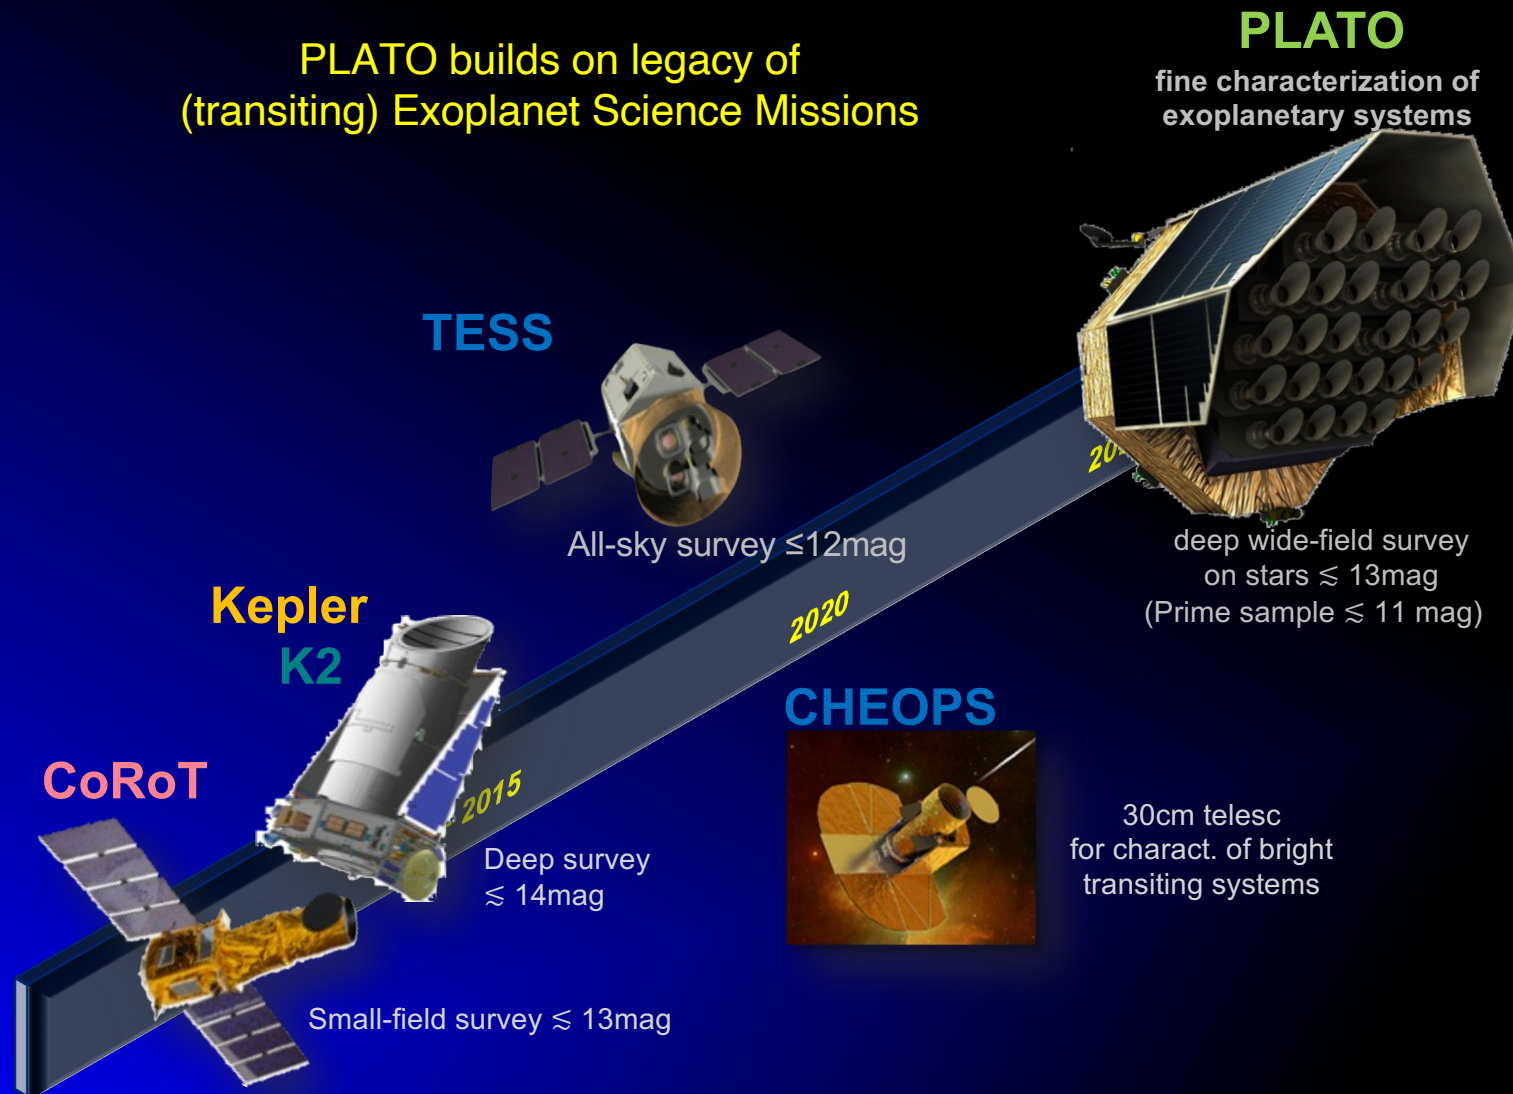 PLATO builds on legacy of
(transiting) Exoplanet Science Missions
PLATO
fine characterization of
exoplanetary systems
TESS
All-sky survey ≤12mag
deep wide-field survey
on stars ≲ 13mag
(Prime sample ≲ 11 mag)
2020
Kepler
K2
CHEOPS
CoRoT
2015
30cm telesc
for charact. of bright
transiting systems
Deep survey
≲ 14mag
Small-field survey ≲ 13mag